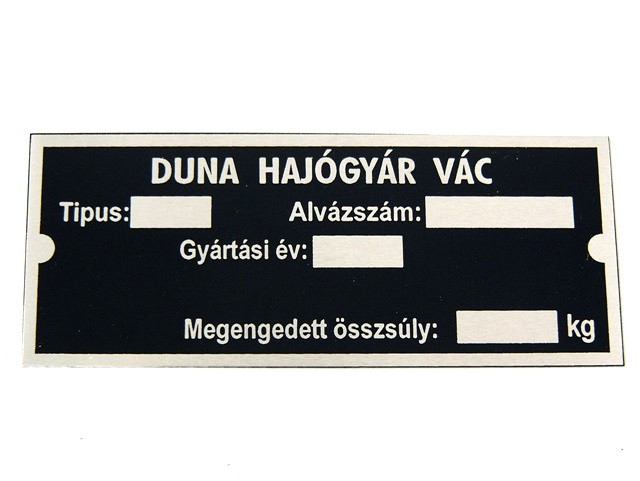 DUNA HAJÓGYÁR VÁC
Tipus: Alvázszám:
Gyártási év:
Megengedett összsúly: kg